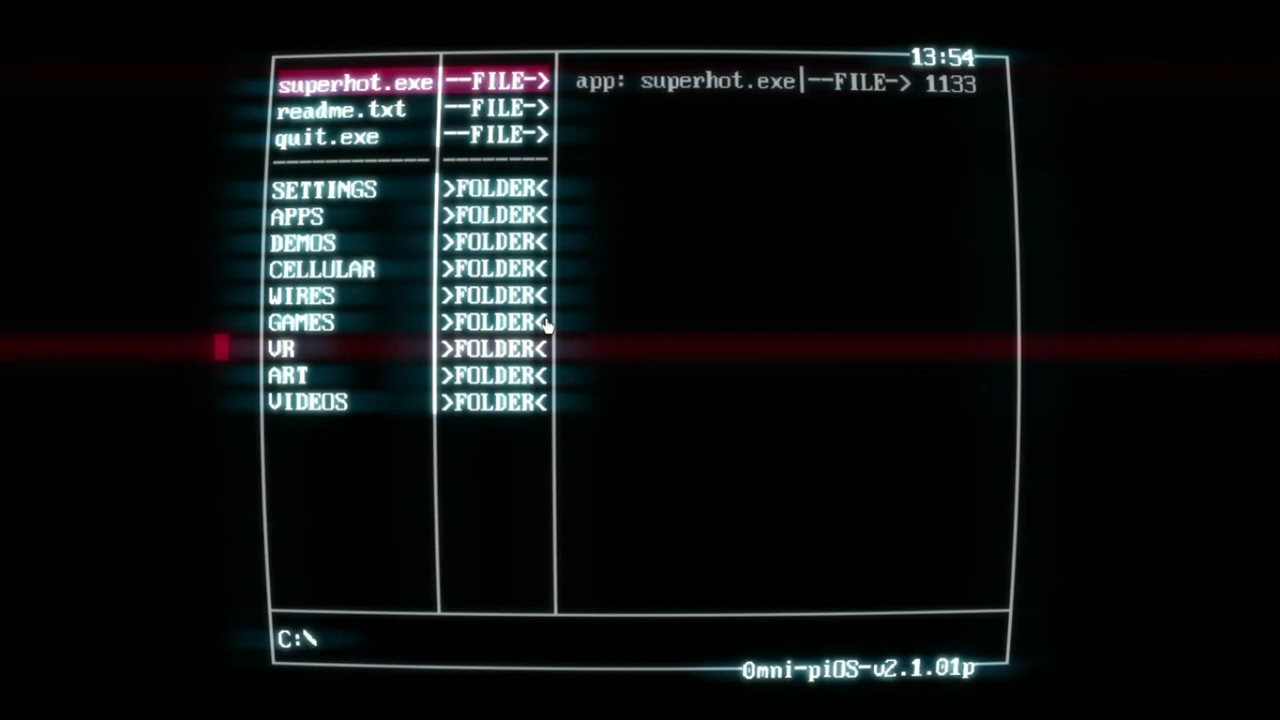 13:54
superhot.exe|--FILE-> app: superhot.exe|--FILE-> 1133
readme.txt |--FILE->
quit.exe |--FILE->
------------ --------
SETTINGS >FOLDER<
APPS >FOLDER<
DEMOS >FOLDER<
CELLULAR >FOLDER<
WIRES >FOLDER<
GAMES >FOLDER<
VR >FOLDER<
ART >FOLDER<
VIDEOS >FOLDER<
C:\
Omni-piOS-v2.1.01p